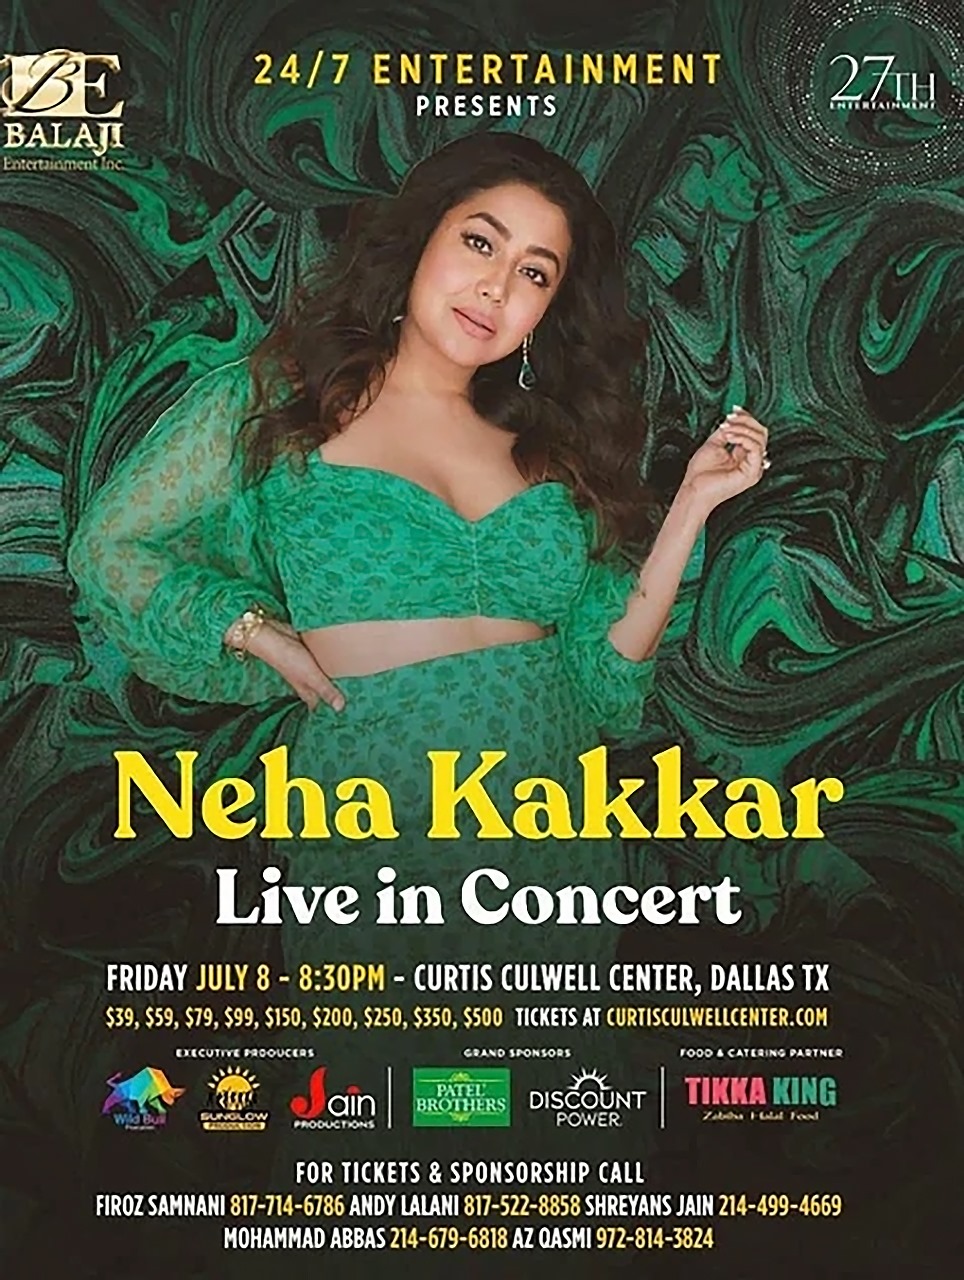 24/7 ENTERTAINMENT
PRESENTS
BE
BALAJI
Entertainment Inc.
27TH
ENTERTAINMENT
Neha Kakkar
Live in Concert
FRIDAY JULY 8 - 8:30PM - CURTIS CULWELL CENTER, DALLAS TX
$39, $59, $79, $99, $150, $200, $250, $350, $500 TICKETS AT CURTISCULWELLCENTER.COM
EXECUTIVE PRODUCERS GRAND SPONSORS FOOD & CATERING PARTNER
Wild Bull
SUNGLOW
PRODUCTION
Jain
PRODUCTIONS
PATEL
BROTHERS
DISCOUNT
POWER
TIKKA KING
Zabiha Halal Food
FOR TICKETS & SPONSORSHIP CALL
FIROZ SAMNANI 817-714-6786 ANDY LALANI 817-522-8858 SHREYANS JAIN 214-499-4669
MOHAMMAD ABBAS 214-679-6818 AZ QASMI 972-814-3824